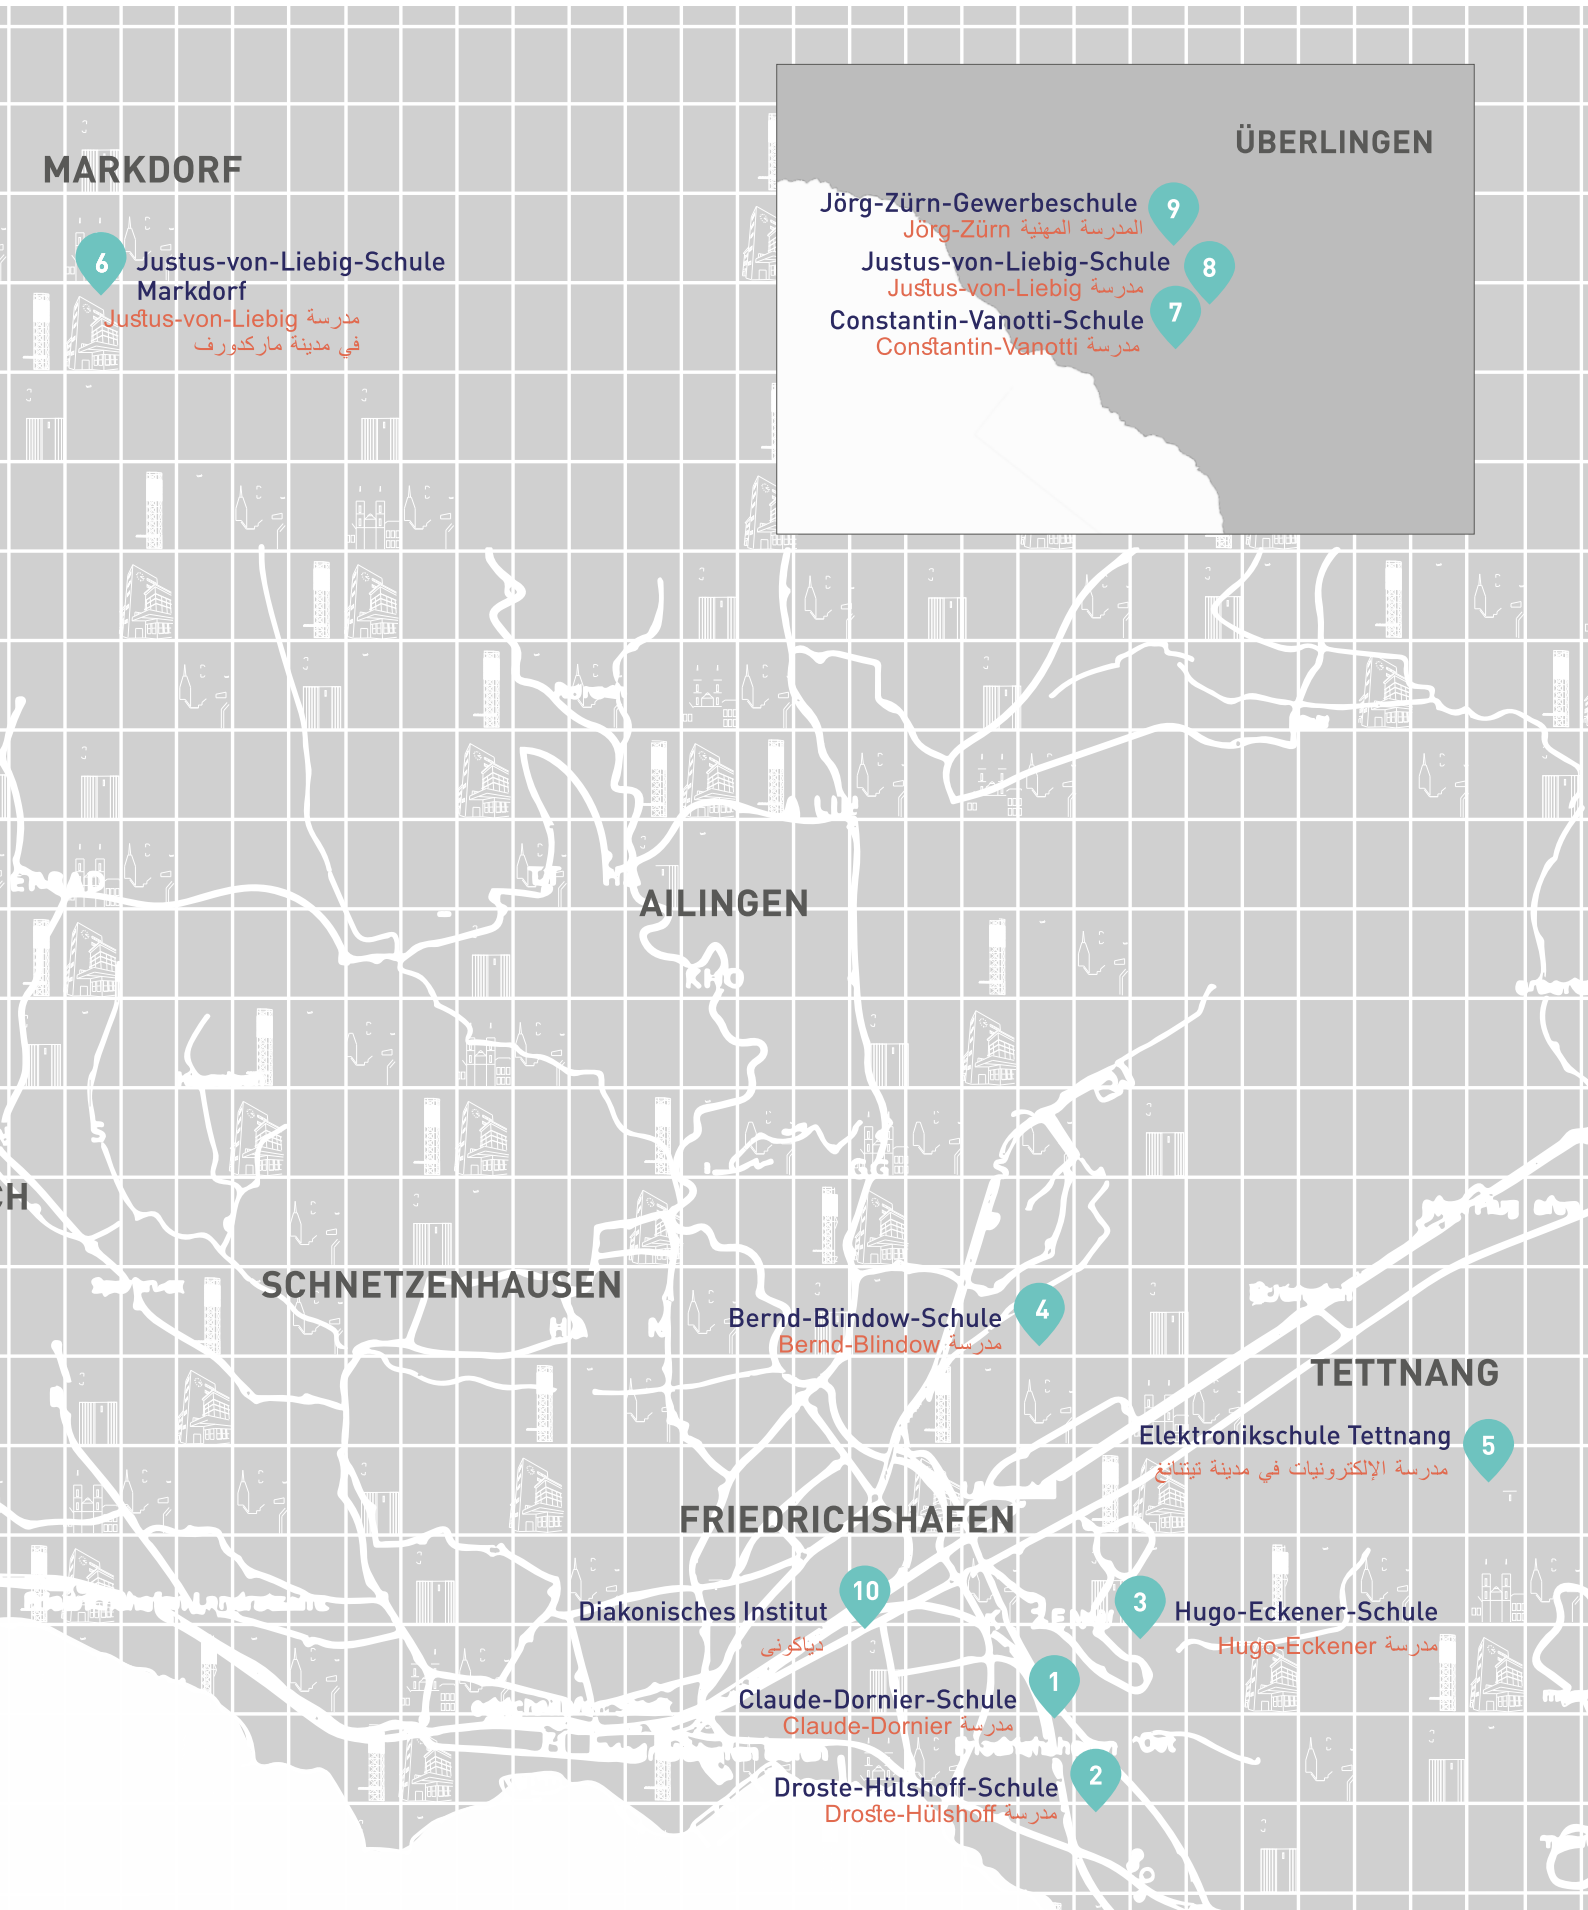 ÜBERLINGEN
MARKDORF
9
Jörg-Zürn-Gewerbeschule
المدرسة المهنية Jörg-Zürn
8
Justus-von-Liebig-Schule
مدرسة Justus-von-Liebig
7
Constantin-Vanotti-Schule
مدرسة Constantin-Vanotti
6
Justus-von-Liebig-Schule
Markdorf
مدرسة Justus-von-Liebig
في مدينة ماركدورف
AILINGEN
KHO
CH
SCHNETZENHAUSEN
4
Bernd-Blindow-Schule
مدرسة Bernd-Blindow
TETTNANG
5
Elektronikschule Tettnang
مدرسة الإلكترونيات في مدينة تيتنانغ
FRIEDRICHSHAFEN
10
Diakonisches Institut
دياكونى
3
Hugo-Eckener-Schule
مدرسة Hugo-Eckener
1
Claude-Dornier-Schule
مدرسة Claude-Dornier
2
Droste-Hülshoff-Schule
مدرسة Droste-Hülshoff